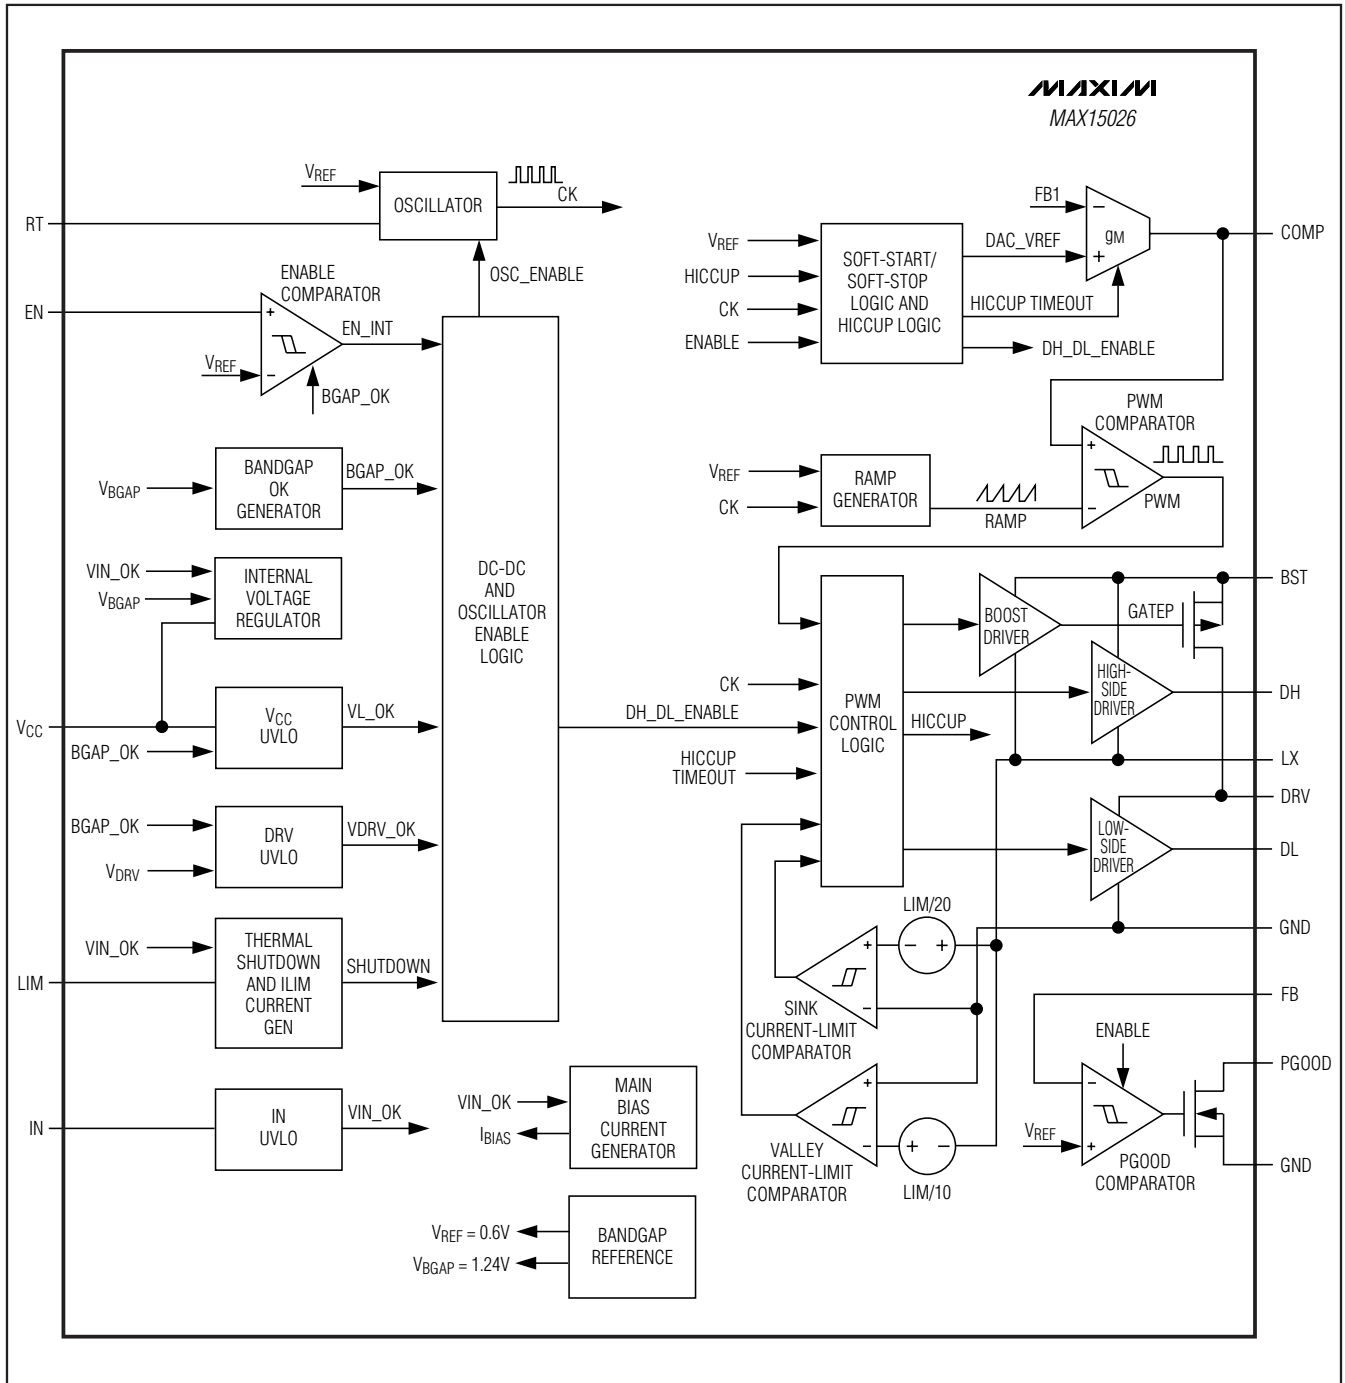 MAXIM
MAX15026
VREF
OSCILLATOR
CK
RT
OSC_ENABLE
ENABLE
COMPARATOR
EN
+
EN_INT
VREF
−
BGAP_OK
VREF
HICCUP
CK
ENABLE
SOFT-START/
SOFT-STOP
LOGIC AND
HICCUP LOGIC
FB1
−
gM
+
DAC_VREF
HICCUP TIMEOUT
DH_DL_ENABLE
COMP
VBGAP
BANDGAP
OK
GENERATOR
BGAP_OK
VREF
CK
RAMP
GENERATOR
RAMP
PWM
COMPARATOR
+
−
PWM
VIN_OK
VBGAP
INTERNAL
VOLTAGE
REGULATOR
DC-DC
AND
OSCILLATOR
ENABLE
LOGIC
BOOST
DRIVER
GATEP
BST
VCC
BGAP_OK
VCC
UVLO
VL_OK
CK
DH_DL_ENABLE
HICCUP
TIMEOUT
PWM
CONTROL
LOGIC
HICCUP
HIGH-
SIDE
DRIVER
DH
LX
DRV
BGAP_OK
VDRV
DRV
UVLO
VDRV_OK
LOW-
SIDE
DRIVER
DL
VIN_OK
LIM
THERMAL
SHUTDOWN
AND ILIM
CURRENT
GEN
SHUTDOWN
LIM/20
+
− +
−
SINK
CURRENT-LIMIT
COMPARATOR
GND
FB
ENABLE
PGOOD
−
VREF
+
PGOOD
COMPARATOR
GND
IN
IN
UVLO
VIN_OK
VIN_OK
IBIAS
MAIN
BIAS
CURRENT
GENERATOR
+
−
+ −
VALLEY
CURRENT-LIMIT
COMPARATOR
LIM/10
VREF = 0.6V
VBGAP = 1.24V
BANDGAP
REFERENCE